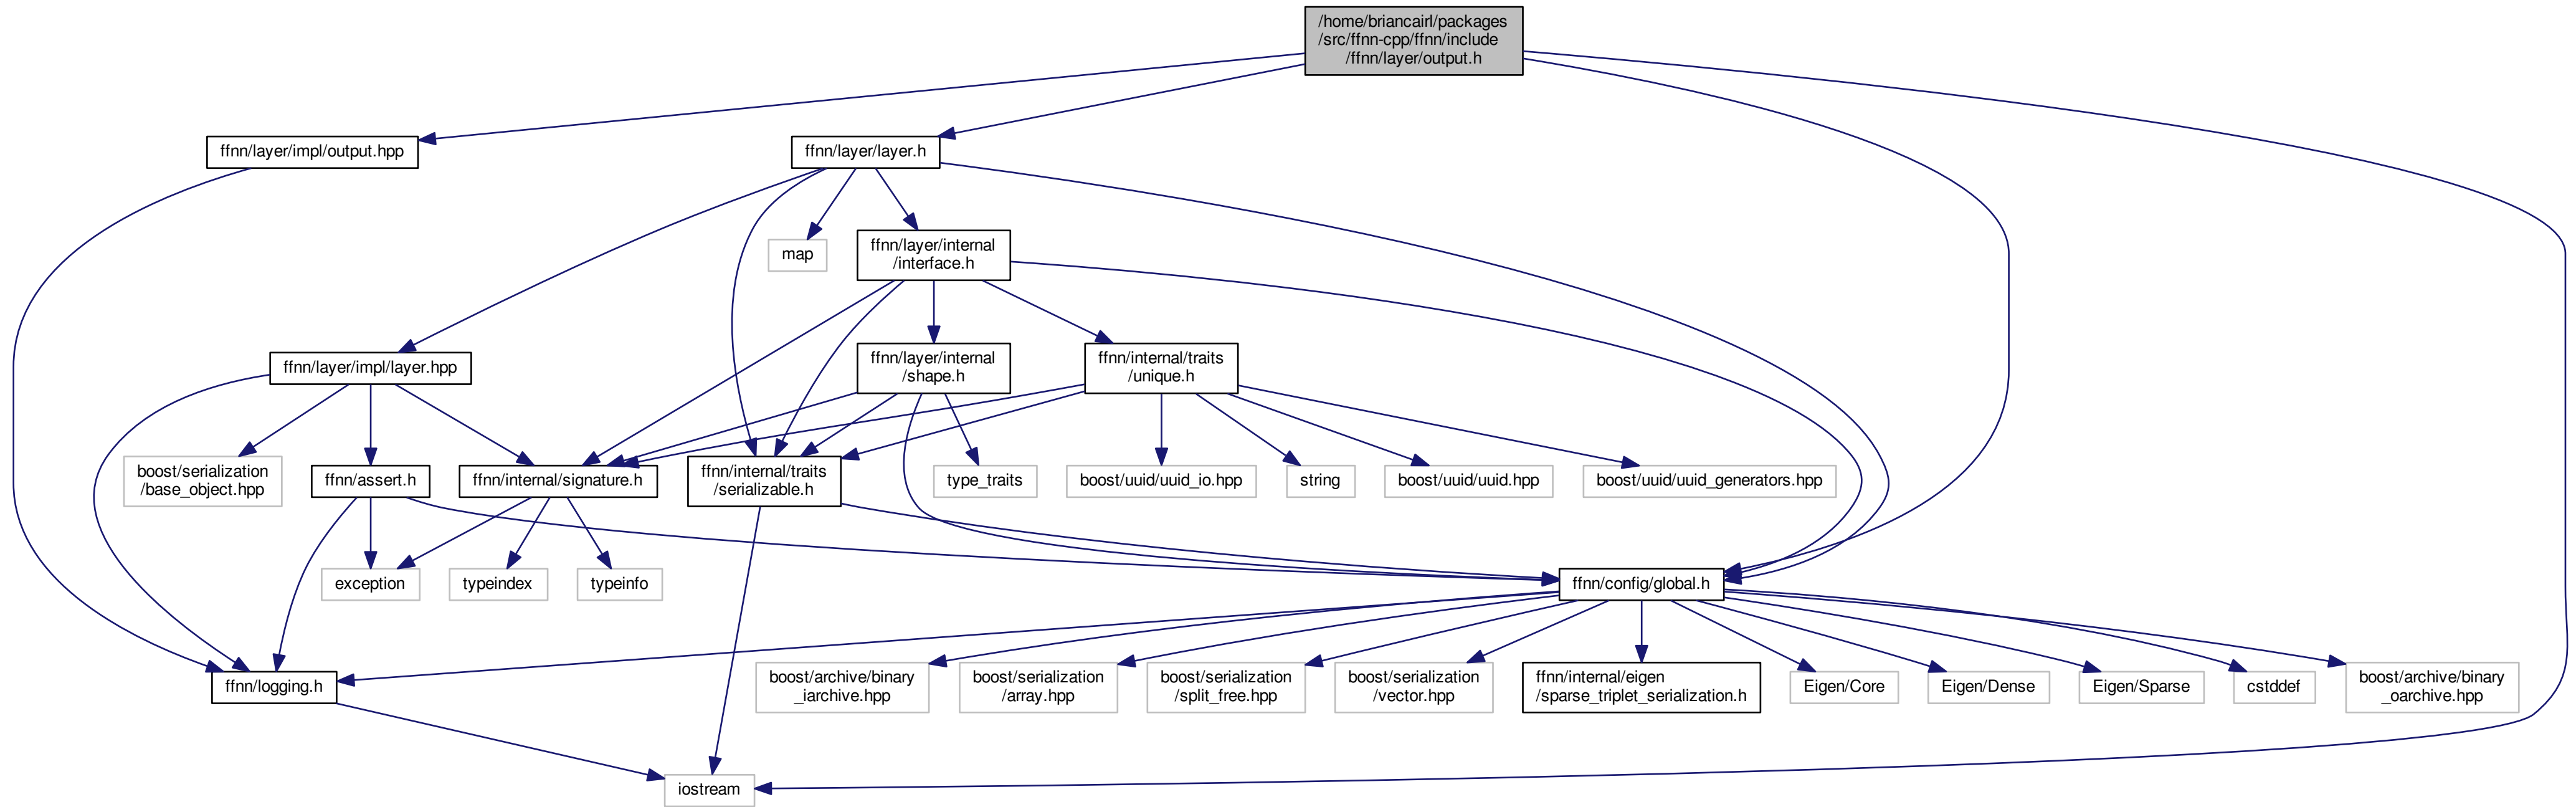 /home/briancairl/packages
/src/ffnn-cpp/ffnn/include
/ffnn/layer/output.h
ffnn/layer/impl/output.hpp
ffnn/layer/layer.h
map
ffnn/layer/internal
/interface.h
ffnn/layer/impl/layer.hpp
ffnn/layer/internal
/shape.h
ffnn/internal/traits
/unique.h
boost/serialization
/base_object.hpp
ffnn/assert.h
ffnn/internal/signature.h
ffnn/internal/traits
/serializable.h
type_traits
boost/uuid/uuid_io.hpp
string
boost/uuid/uuid.hpp
boost/uuid/uuid_generators.hpp
exception
typeindex
typeinfo
ffnn/config/global.h
ffnn/logging.h
boost/archive/binary
_iarchive.hpp
boost/serialization
/array.hpp
boost/serialization
/split_free.hpp
boost/serialization
/vector.hpp
ffnn/internal/eigen
/sparse_triplet_serialization.h
Eigen/Core
Eigen/Dense
Eigen/Sparse
cstddef
boost/archive/binary
_oarchive.hpp
iostream